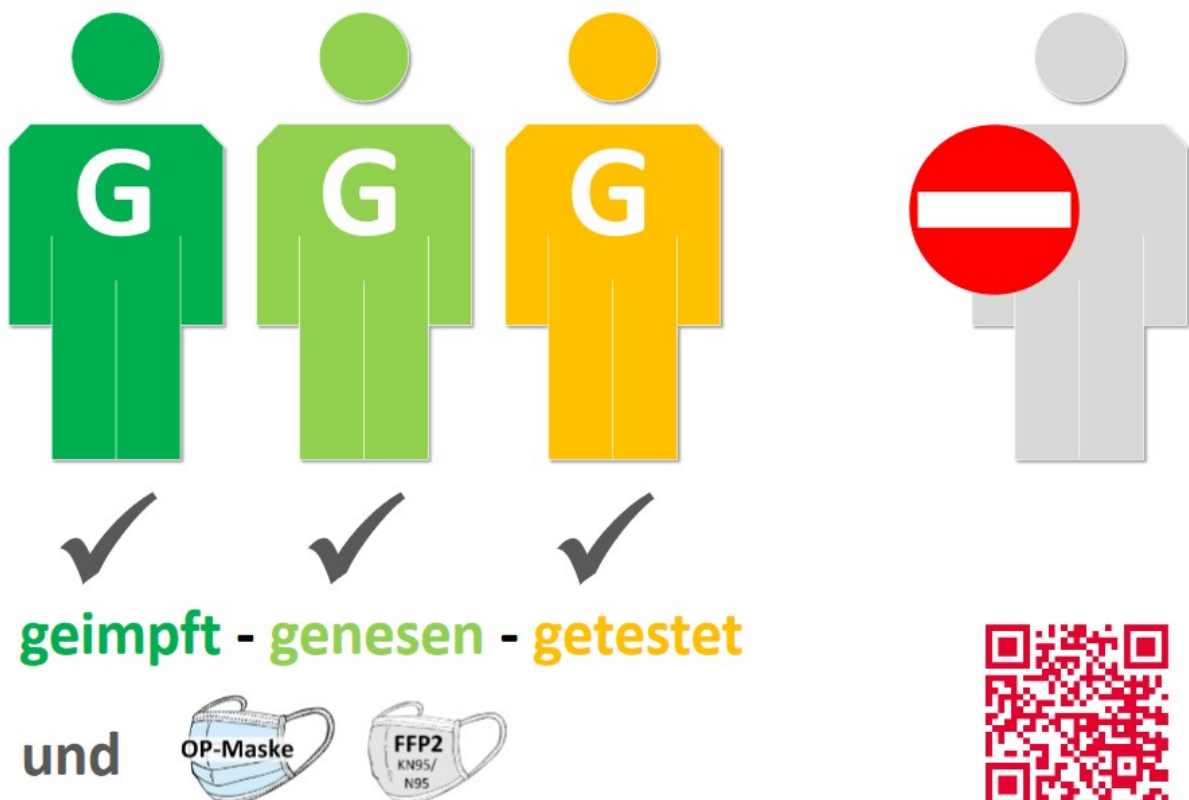 G G G
geimpft - genesen - getestet
und OP-Maske FFP2
KN95/
N95